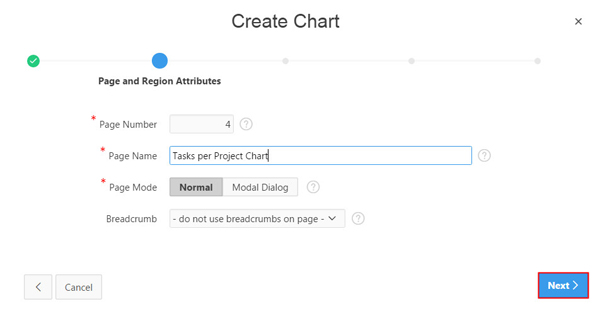 Create Chart
Page and Region Attributes
* Page Number 4
* Page Name Tasks per Project Chart
* Page Mode Normal Modal Dialog
Breadcrumb - do not use breadcrumbs on page -
Cancel Next